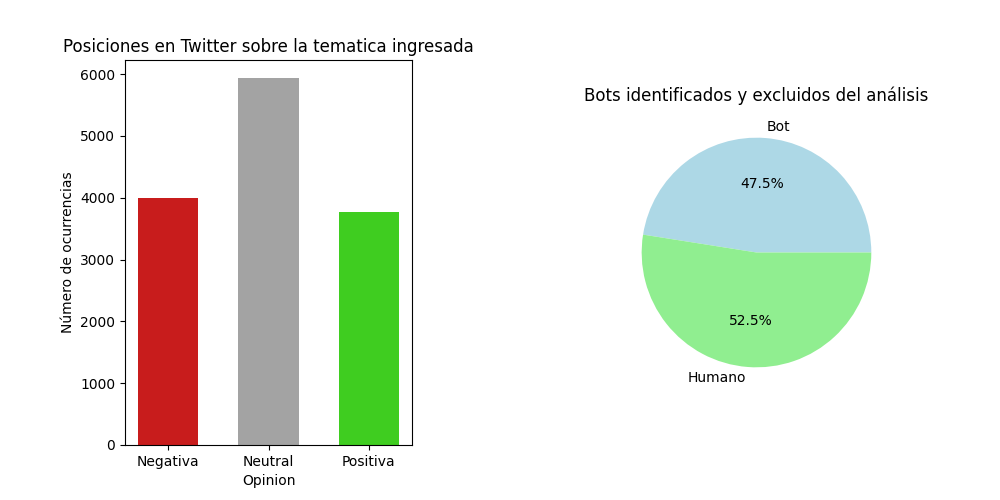 Posiciones en Twitter sobre la tematica ingresada
Número de ocurrencias
6000
5000
4000
3000
2000
1000
0
Negativa
Neutral
Positiva
Opinion
Bots identificados y excluidos del análisis
Bot
47.5%
52.5%
Humano